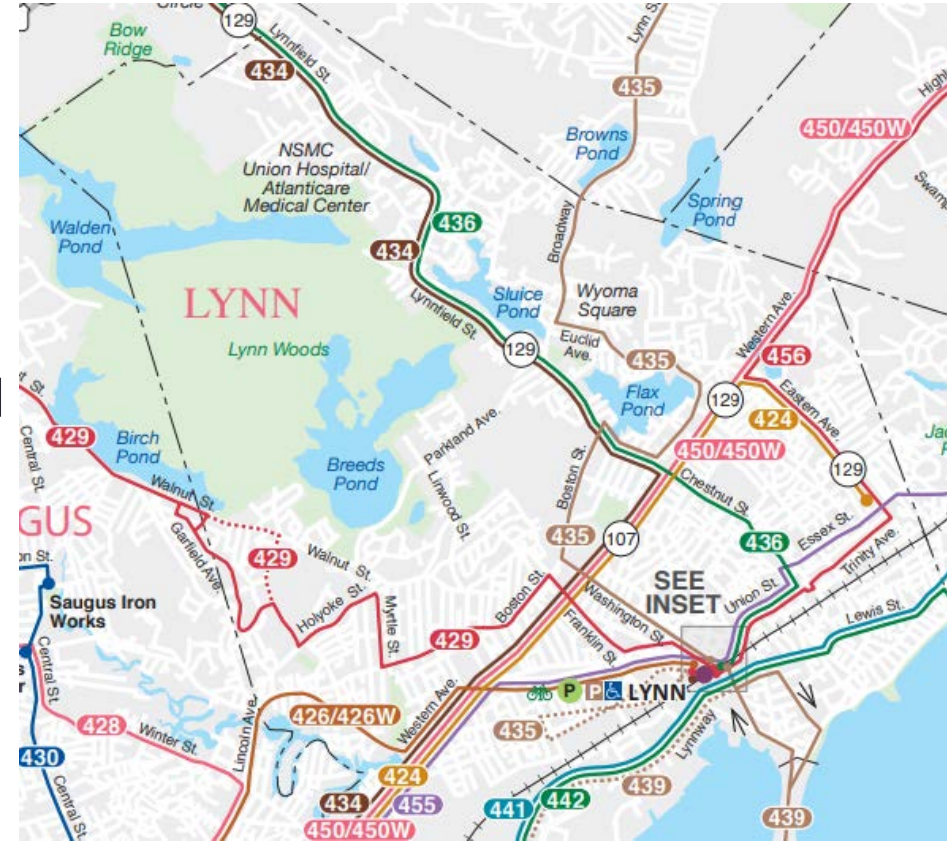 Circle
129
Bow
Ridge
Lynnfield St.
434
Lynn S
435
High
450/450W
Browns
Pond
NSMC
Union Hospital/
Atlanticare
Medical Center
Swamp
Spring
Pond
436
Walden
Pond
434
Broadway
LYNN
Lynnfield St.
Sluice
Pond
Wyoma
Square
Lynn Woods
129
Euclid
Ave.
435
Western Ave.
456
Flax
Pond
129
Eastern Ave.
424
St.
429
Central St.
Birch
Pond
Parkland Ave.
Breeds
Pond
Linwood St.
Boston St.
450/450W
129
Walnut St.
GUS
Chestnut St.
Essex St.
Garfield Ave.
429
Walnut St.
435
107
436
Trinity Ave.
on St.
Saugus Iron
Works
Holyoke St.
Myrtle St.
429
Boston St.
Washington St.
Franklin St.
SEE
INSET
Union St.
Lewis St.
Central St.
P
P
LYNN
428
Winter St.
Lincoln Ave.
426/426W
Western Ave.
435
Lynnway
430
Central St.
424
434
455
450/450W
441
442
439
439